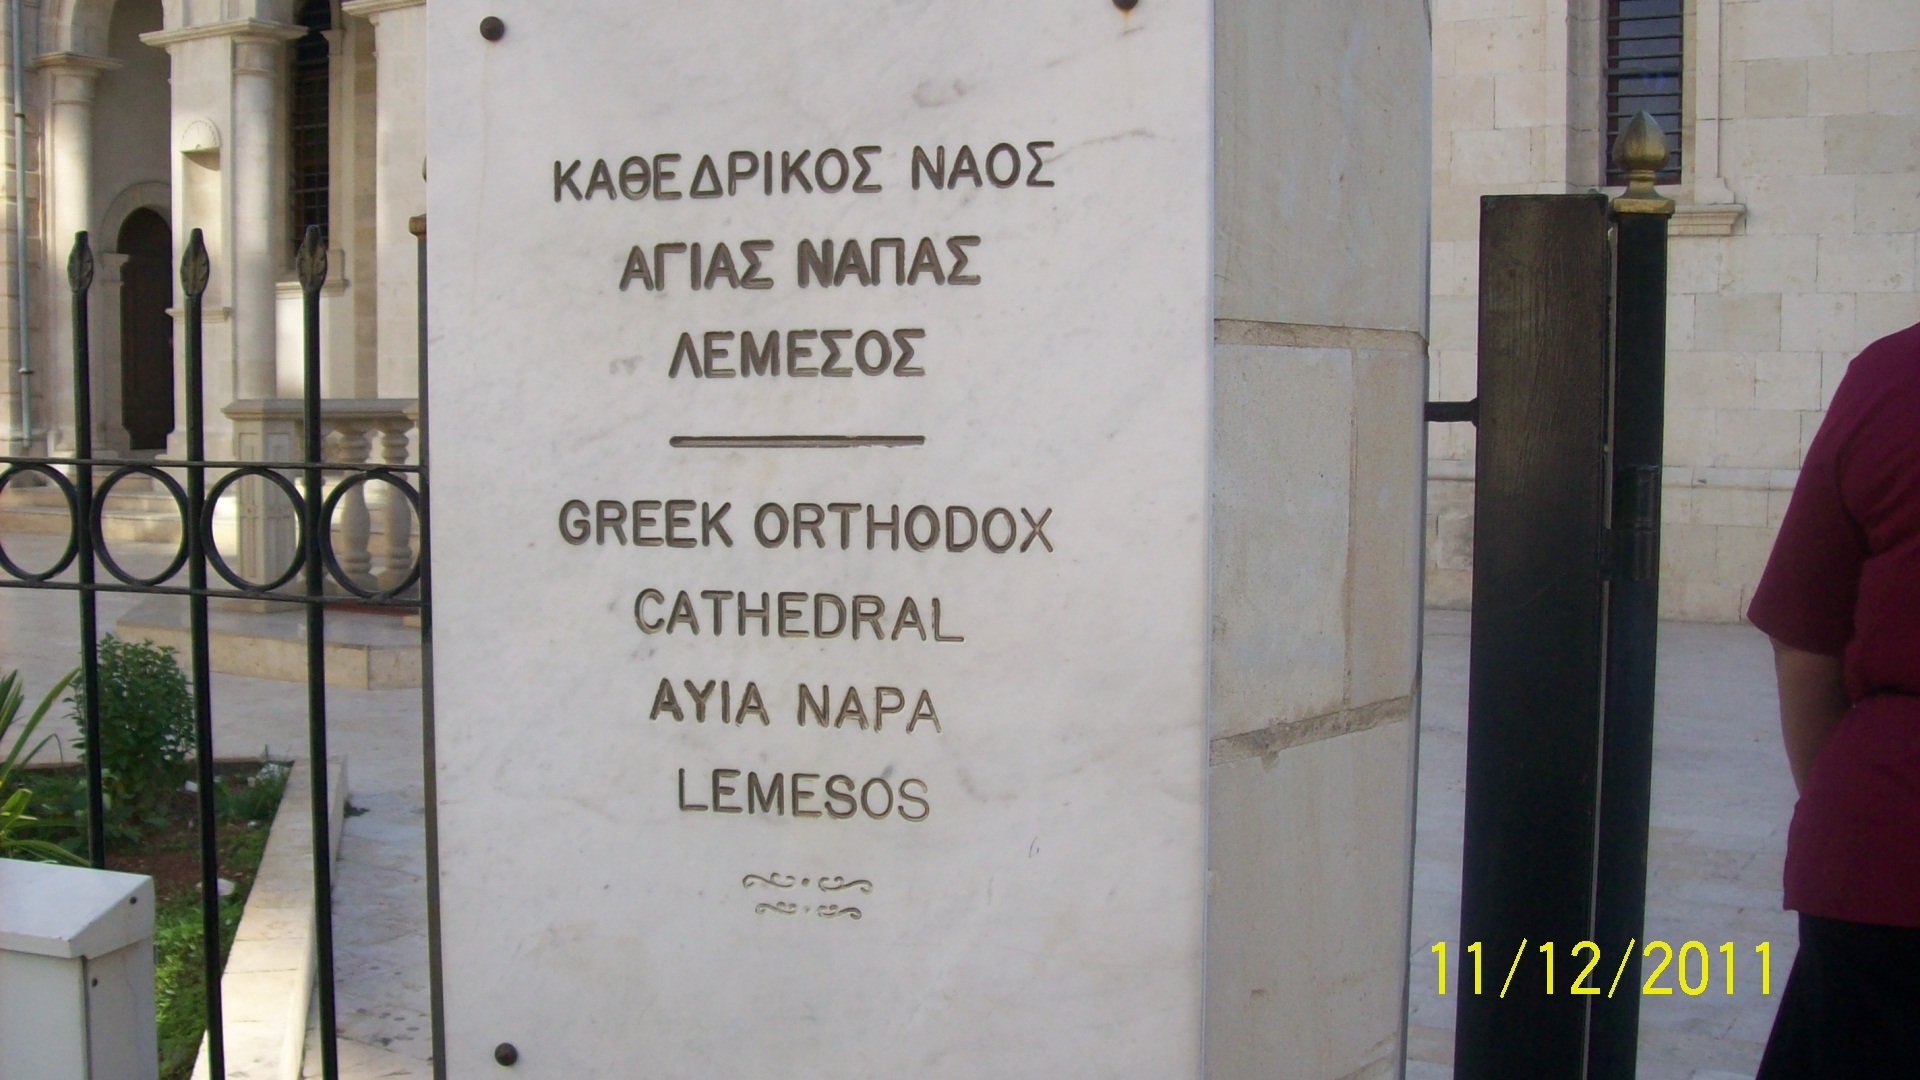 ΚΑΘΕΔΡΙΚΟΣ ΝΑΟΣ
ΑΓΙΑΣ ΝΑΠΑΣ
ΛΕΜΕΣΟΣ
GREEK ORTHODOX
CATHEDRAL
AYIA NAPA
LEMESOS
11/12/2011